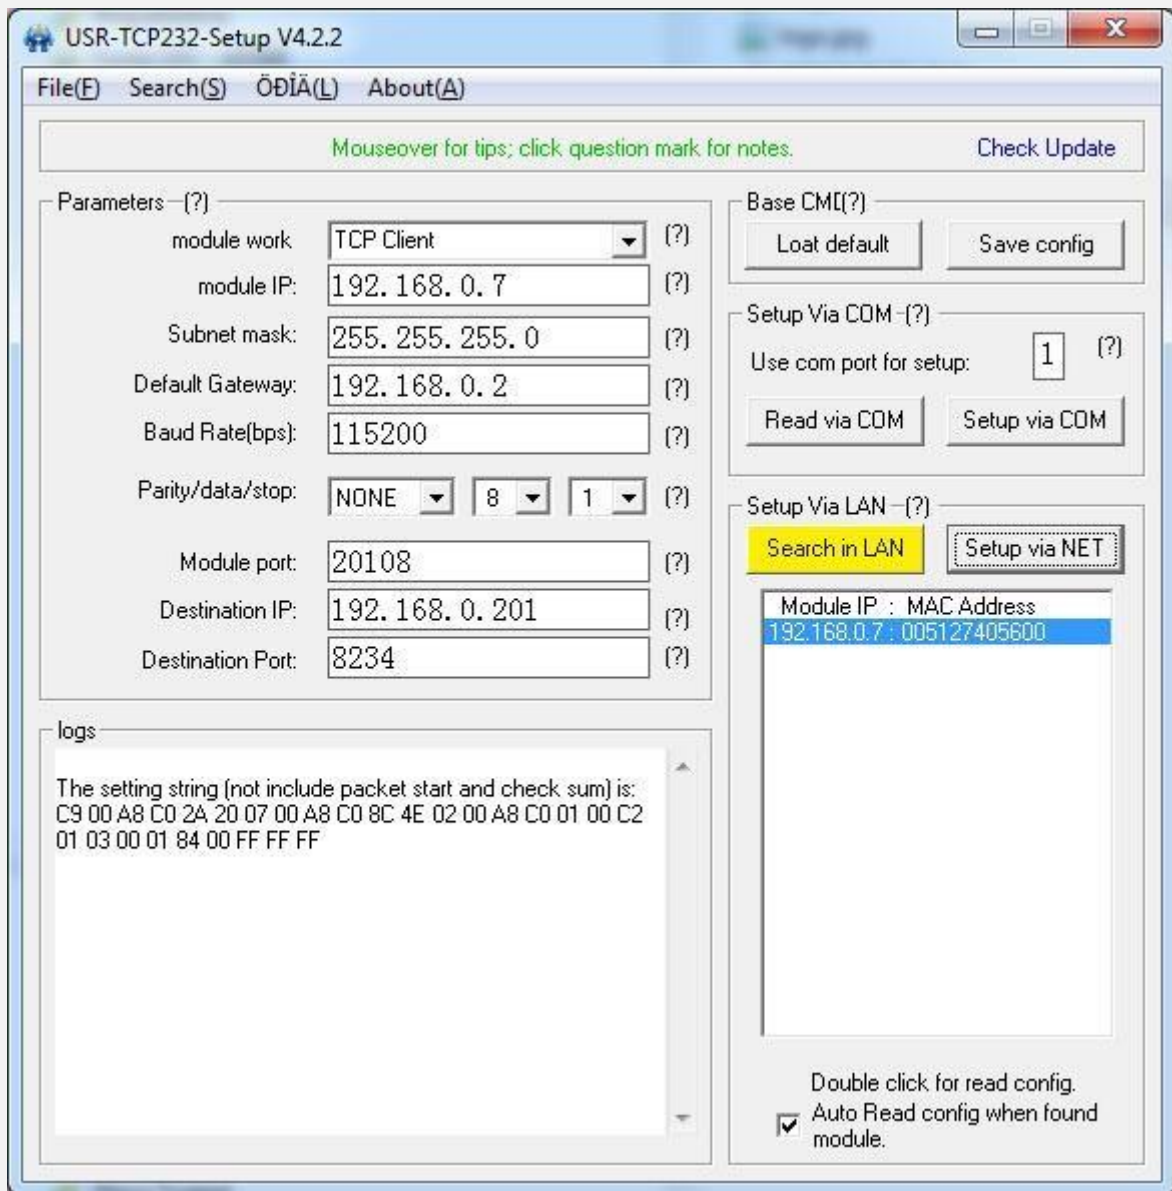 USR-TCP232-Setup V4.2.2
File(F) Search(S) ÖÐÎÄ(L) About(A)
Mouseover for tips; click question mark for notes. Check Update
Parameters (?)
module work TCP Client (?)
module IP: 192.168.0.7 (?)
Subnet mask: 255.255.255.0 (?)
Default Gateway: 192.168.0.2 (?)
Baud Rate(bps): 115200 (?)
Parity/data/stop: NONE 8 1 (?)
Module port: 20108 (?)
Destination IP: 192.168.0.201 (?)
Destination Port: 8234 (?)
logs
The setting string (not include packet start and check sum) is:
C9 00 A8 C0 2A 20 07 00 A8 C0 8C 4E 02 00 A8 C0 01 00 C2
01 03 00 01 84 00 FF FF FF
Base CMD(?)
Loat default Save config
Setup Via COM (?)
Use com port for setup: 1 (?)
Read via COM Setup via COM
Setup Via LAN (?)
Search in LAN Setup via NET
Module IP : MAC Address
192.168.0.7 : 005127405600
Double click for read config.
Auto Read config when found
module.